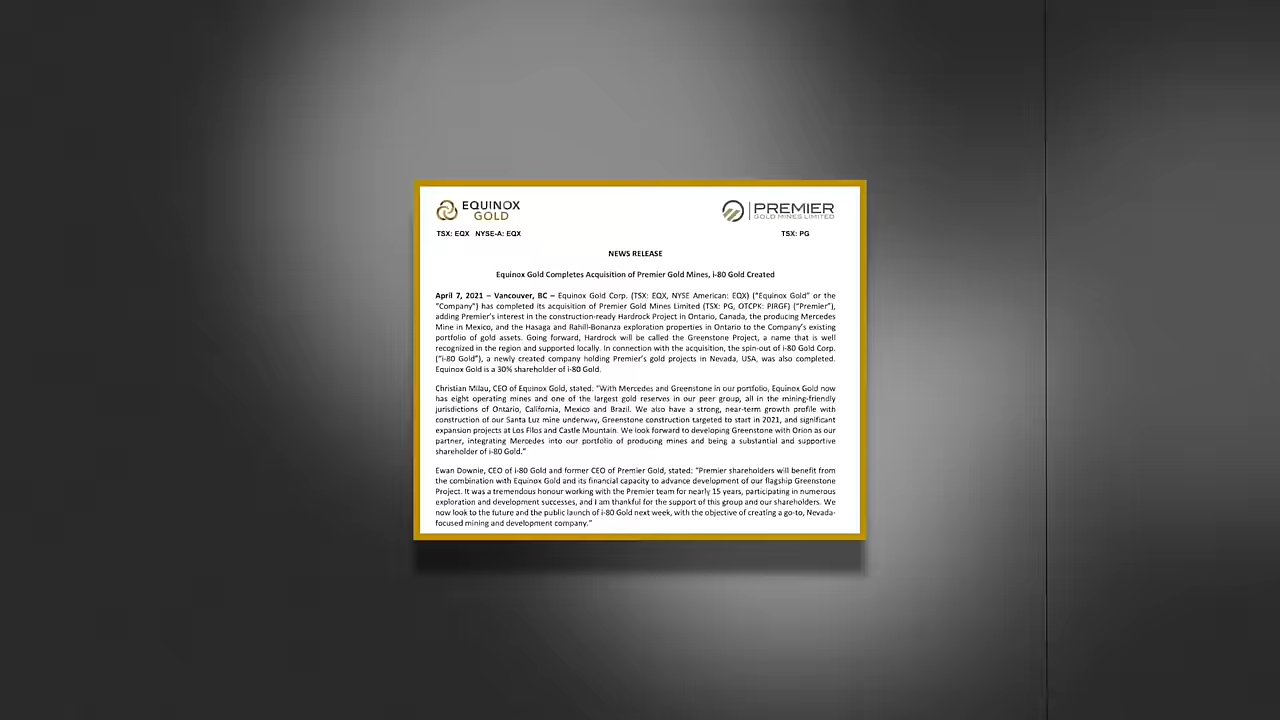 EQUINOX
GOLD
PREMIER
GOLD MINES LIMITED
TSX: EQX NYSE-A: EQX
TSX: PG
NEWS RELEASE
Equinox Gold Completes Acquisition of Premier Gold Mines, i-80 Gold Created
April 7, 2021 – Vancouver, BC – Equinox Gold Corp. (TSX: EQX, NYSE American: EQX) ("Equinox Gold" or the
"Company") has completed its acquisition of Premier Gold Mines Limited (TSX: PG, OTCPK: PIRGF) ("Premier"),
adding Premier's interest in the construction-ready Hardrock Project in Ontario, Canada, the producing Mercedes
Mine in Mexico, and the Hasaga and Rahill-Bonanza exploration properties in Ontario to the Company's existing
portfolio of gold assets. Going forward, Hardrock will be called the Greenstone Project, a name that is well
recognized in the region and supported locally. In connection with the acquisition, the spin-out of i-80 Gold Corp.
("i-80 Gold"), a newly created company holding Premier's gold projects in Nevada, USA, was also completed.
Equinox Gold is a 30% shareholder of i-80 Gold.
Christian Milau, CEO of Equinox Gold, stated: "With Mercedes and Greenstone in our portfolio, Equinox Gold now
has eight operating mines and one of the largest gold reserves in our peer group, all in the mining-friendly
jurisdictions of Ontario, California, Mexico and Brazil. We also have a strong, near-term growth profile with
construction of our Santa Luz mine underway, Greenstone construction targeted to start in 2021, and significant
expansion projects at Los Filos and Castle Mountain. We look forward to developing Greenstone with Orion as our
partner, integrating Mercedes into our portfolio of producing mines and being a substantial and supportive
shareholder of i-80 Gold."
Ewan Downie, CEO of i-80 Gold and former CEO of Premier Gold, stated: "Premier shareholders will benefit from
the combination with Equinox Gold and its financial capacity to advance development of our flagship Greenstone
Project. It was a tremendous honour working with the Premier team for nearly 15 years, participating in numerous
exploration and development successes, and I am thankful for the support of this group and our shareholders. We
now look to the future and the public launch of i-80 Gold next week, with the objective of creating a go-to, Nevada-
focused mining and development company."